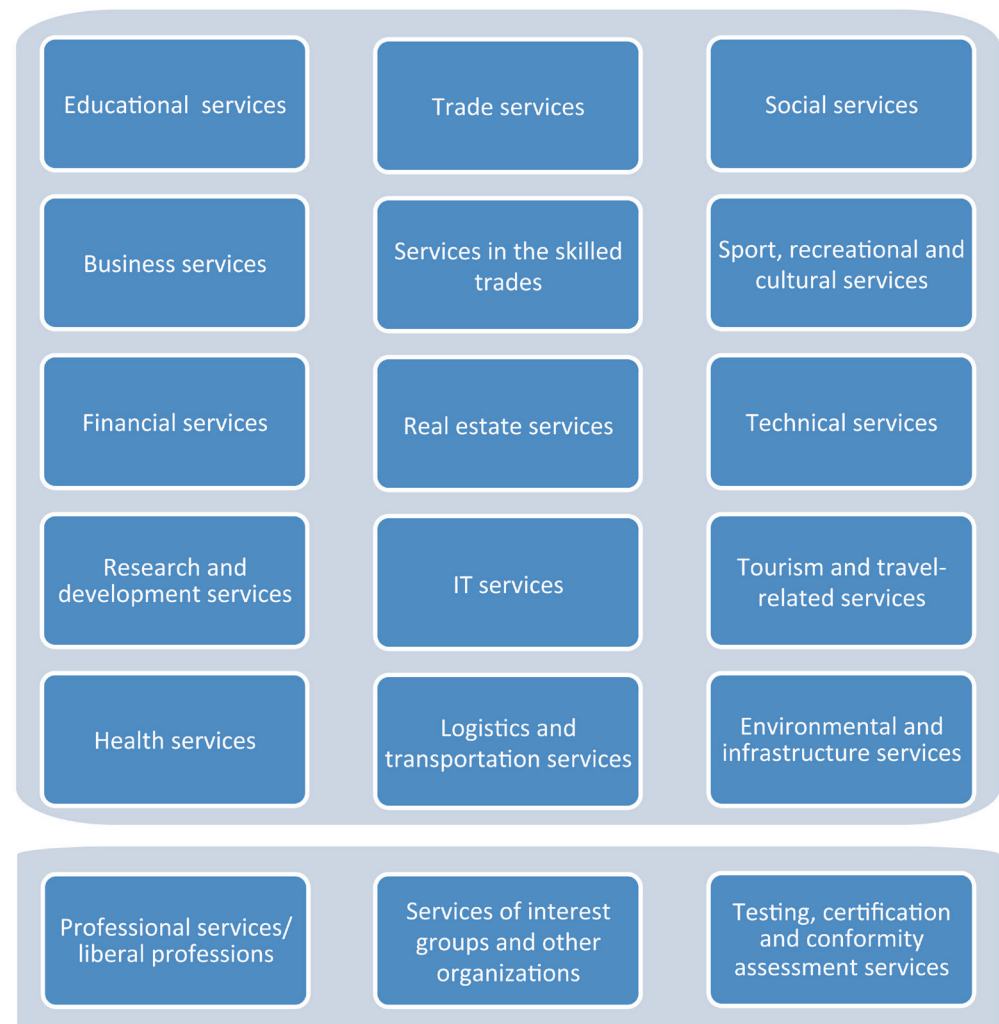 Educational services
Trade services
Social services
Business services
Services in the skilled
trades
Sport, recreational and
cultural services
Financial services
Real estate services
Technical services
Research and
development services
IT services
Tourism and travel-
related services
Health services
Logistics and
transportation services
Environmental and
infrastructure services
Professional services/
liberal professions
Services of interest
groups and other
organizations
Testing, certification
and conformity
assessment services